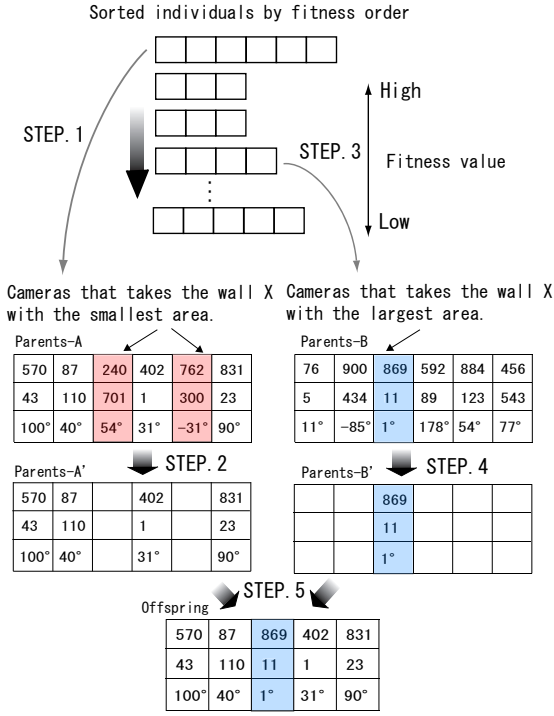 Sorted individuals by fitness order
STEP.1
High
STEP.3
Fitness value
Low
Cameras that takes the wall X
with the smallest area.
Cameras that takes the wall X
with the largest area.
Parents-A
570 87 240 402 762 831
43 110 701 1 300 23
100° 40° 54° 31° -31° 90°
Parents-B
76 900 869 592 884 456
5 434 11 89 123 543
11° -85° 1° 178° 54° 77°
STEP.2
STEP.4
Parents-A'
570 87 402 831
43 110 1 23
100° 40° 31° 90°
Parents-B'
869
11
1°
STEP.5
Offspring
570 87 869 402 831
43 110 11 1 23
100° 40° 1° 31° 90°